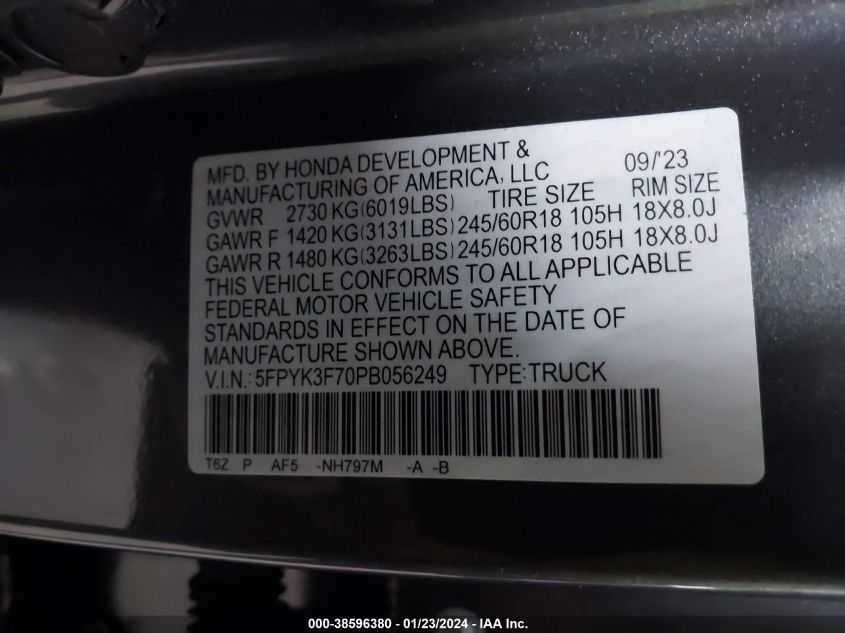 MFD. BY HONDA DEVELOPMENT & 09/'23
MANUFACTURING OF AMERICA, LLC
GVWR 2730 KG(6019LBS) TIRE SIZE RIM SIZE
GAWR F 1420 KG(3131LBS) 245/60R18 105H 18X8.0J
GAWR R 1480 KG(3263LBS) 245/60R18 105H 18X8.0J
THIS VEHICLE CONFORMS TO ALL APPLICABLE
FEDERAL MOTOR VEHICLE SAFETY
STANDARDS IN EFFECT ON THE DATE OF
MANUFACTURE SHOWN ABOVE.
V.I.N.: 5FPYK3F70PB056249 TYPE:TRUCK
T6Z P AF5 -NH797M -A -B
000-38596380 - 01/23/2024 - IAA Inc.